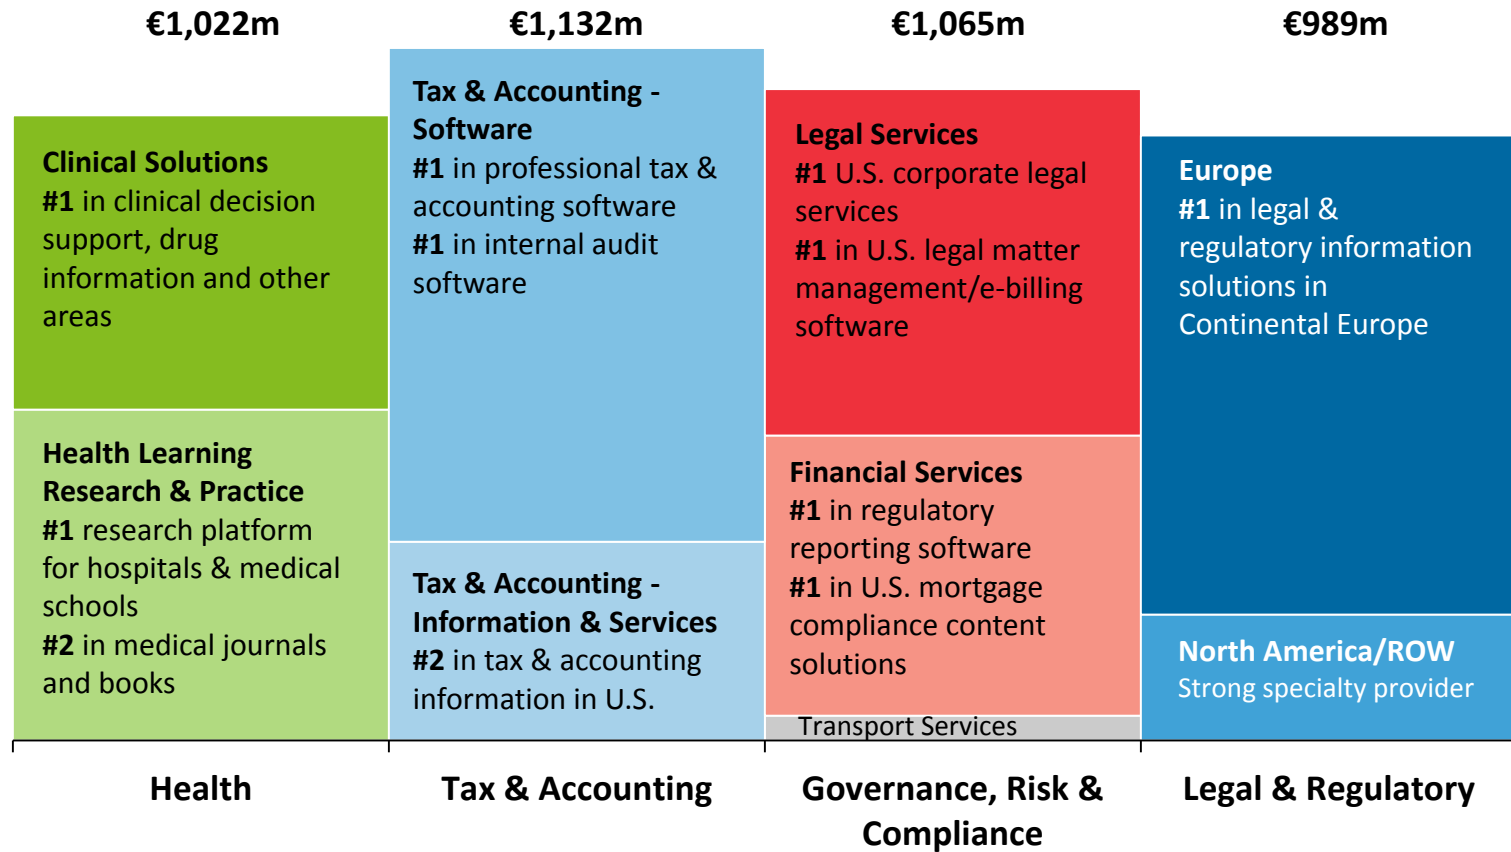 €1,022m
€1,132m
€1,065m
€989m
Clinical Solutions
#1 in clinical decision
support, drug
information and other
areas
Health Learning
Research & Practice
#1 research platform
for hospitals & medical
schools
#2 in medical journals
and books
Tax & Accounting -
Software
#1 in professional tax &
accounting software
#1 in internal audit
software
Tax & Accounting -
Information & Services
#2 in tax & accounting
information in U.S.
Legal Services
#1 U.S. corporate legal
services
#1 in U.S. legal matter
management/e-billing
software
Financial Services
#1 in regulatory
reporting software
#1 in U.S. mortgage
compliance content
solutions
Transport Services
Europe
#1 in legal &
regulatory information
solutions in
Continental Europe
North America/ROW
Strong specialty provider
Health
Tax & Accounting
Governance, Risk &
Compliance
Legal & Regulatory